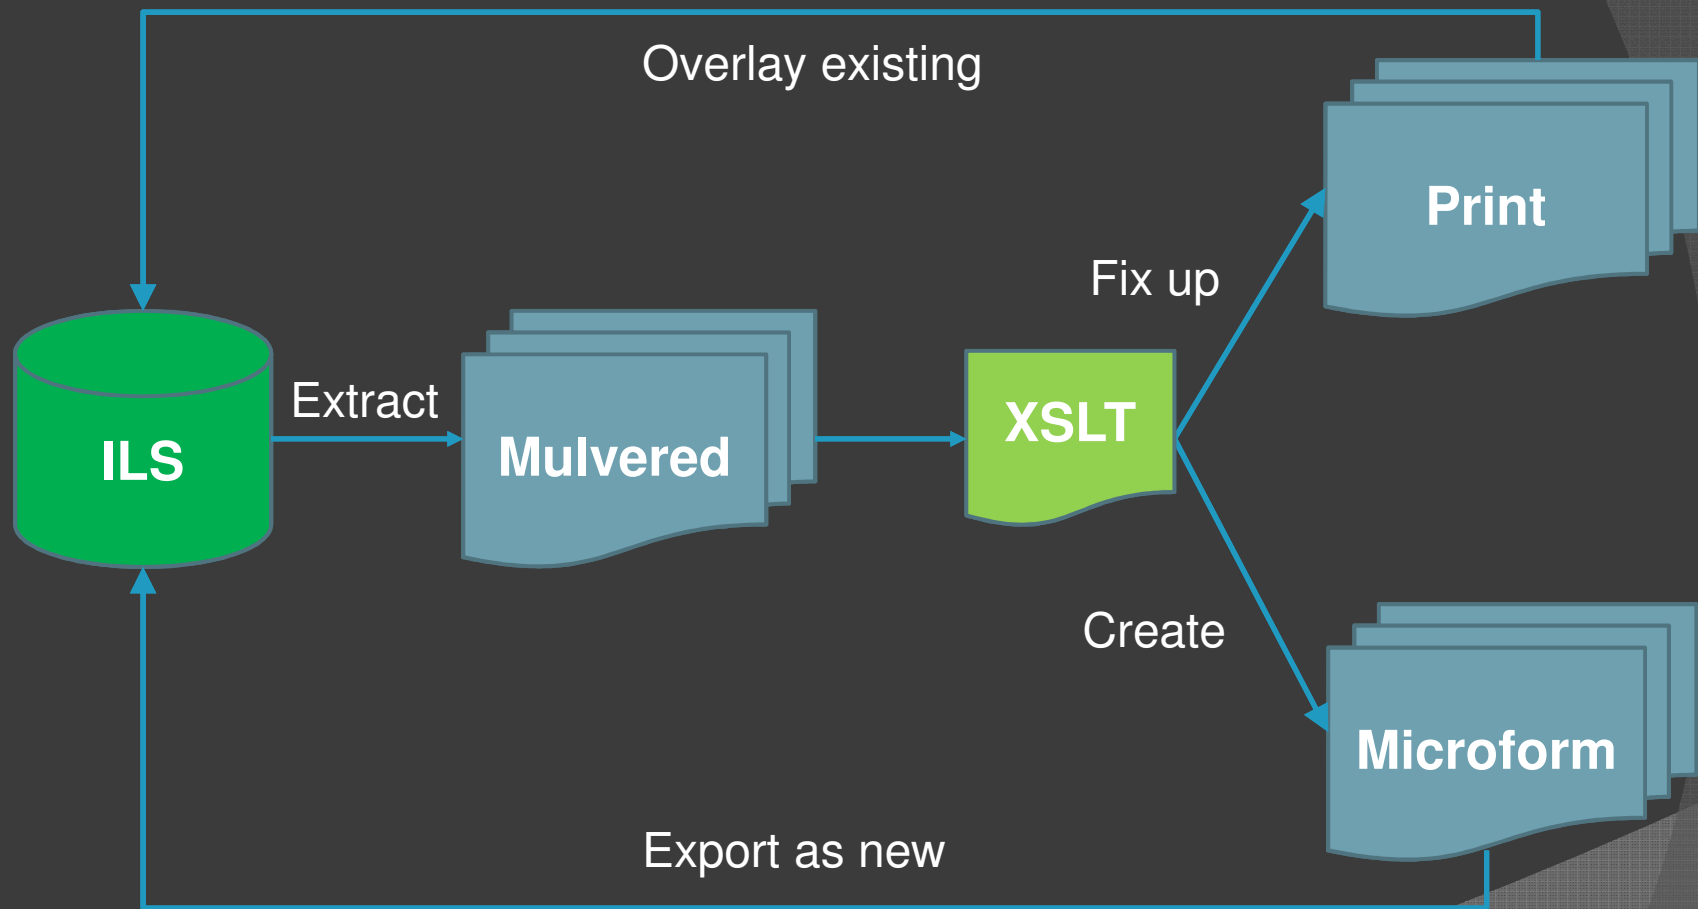 Overlay existing
Print
Fix up
Extract
XSLT
ILS
Mulvered
Create
Microform
Export as new